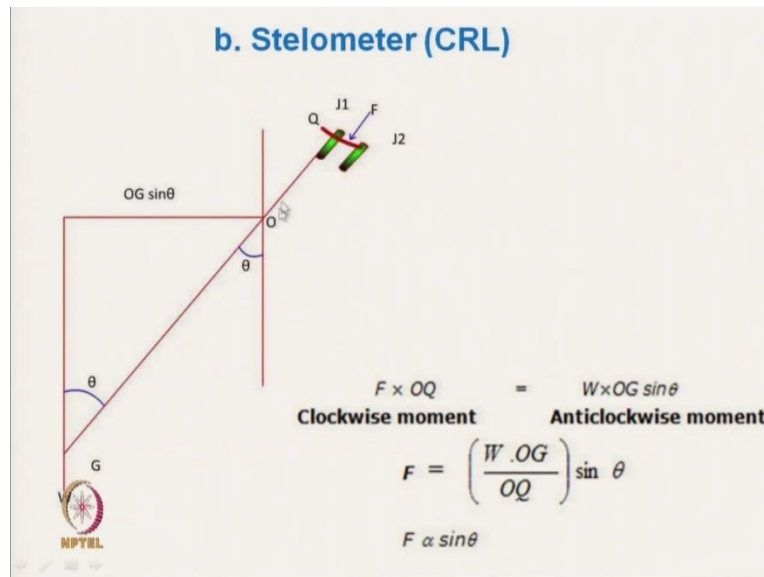 b. Stelometer (CRL)
J1
F
Q
J2
OG sinθ
O
θ
θ
F x OQ = W×OG sinθ
Clockwise moment Anticlockwise moment
G
F = (W .OG / OQ) sin θ
W
NPTEL
F α sinθ